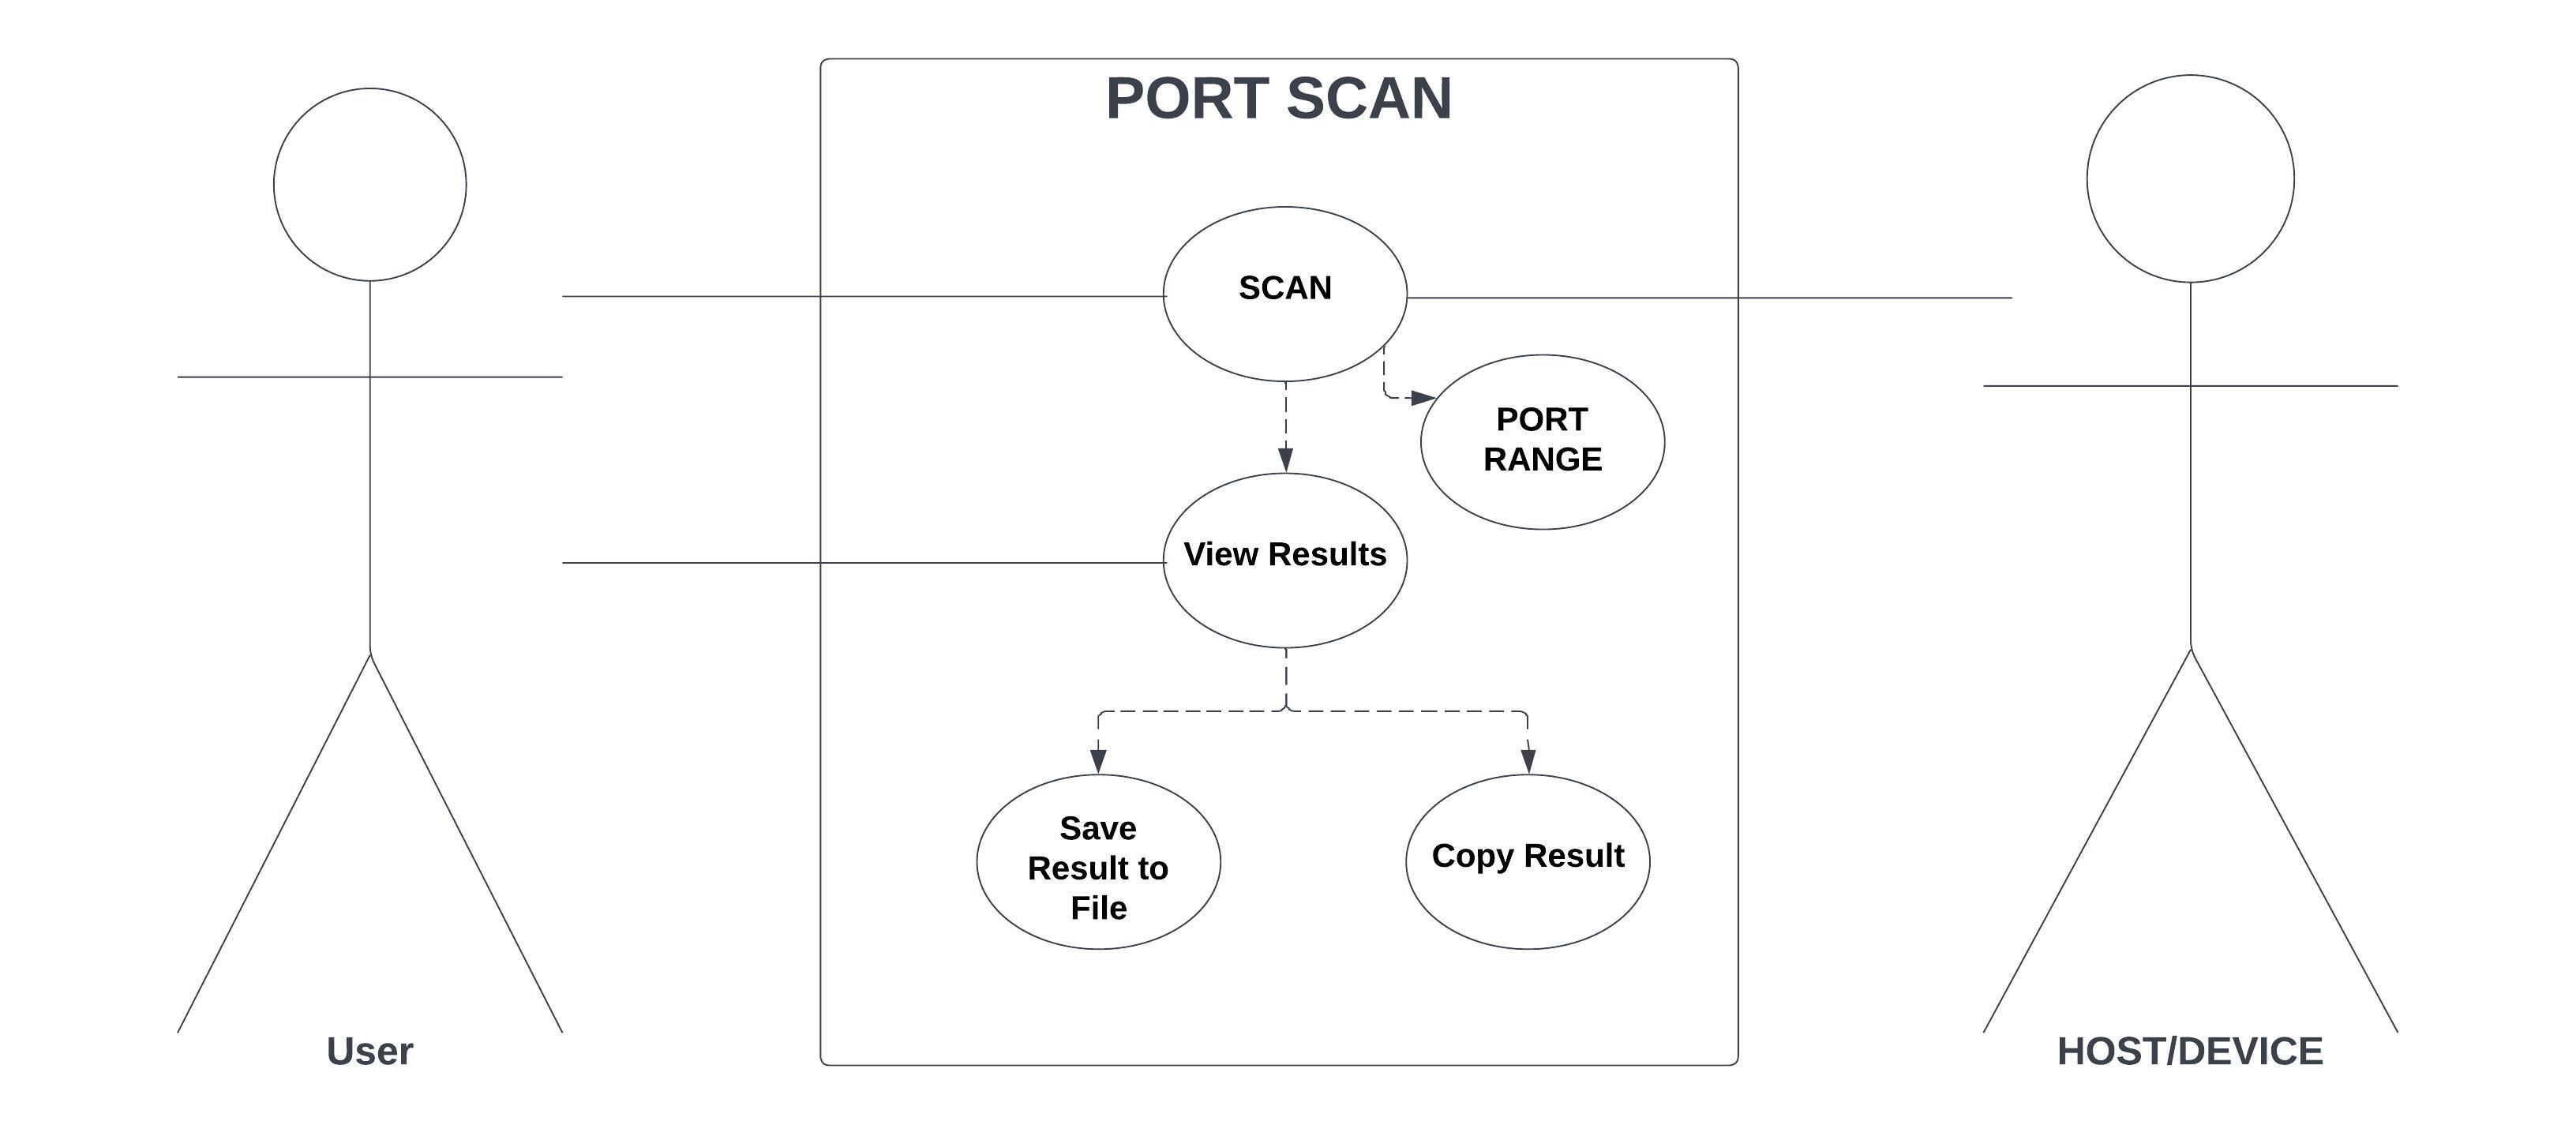 PORT SCAN
SCAN
PORT
RANGE
View Results
Save
Result to
File
Copy Result
User
HOST/DEVICE